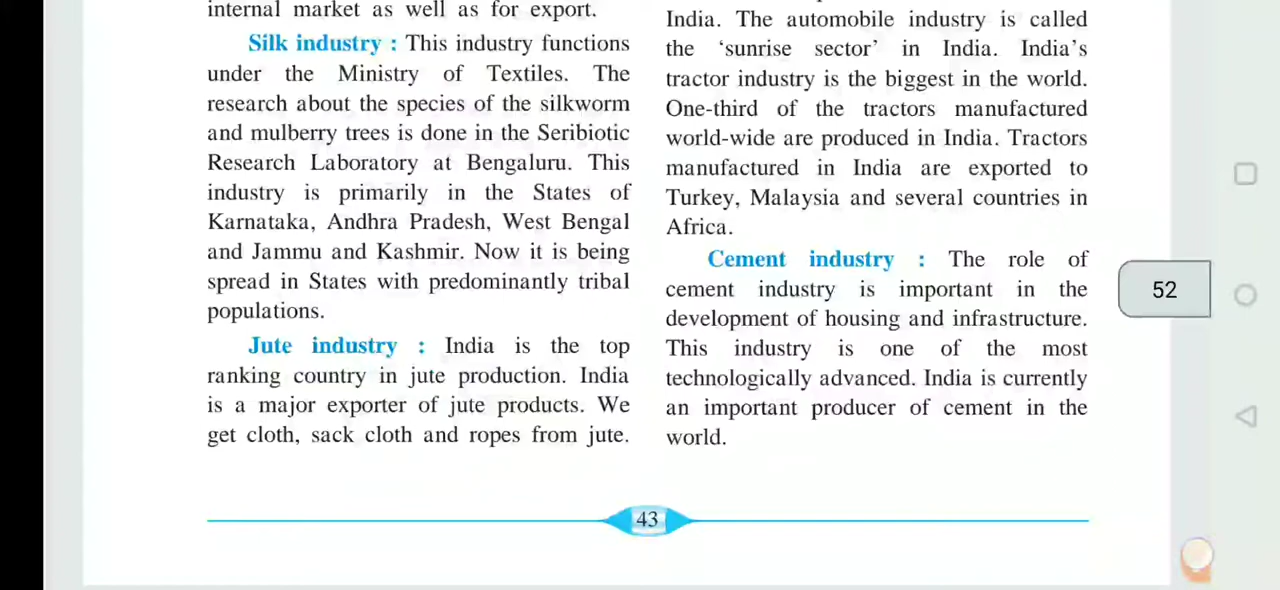 internal market as well as for export.
Silk industry : This industry functions
under the Ministry of Textiles. The
research about the species of the silkworm
and mulberry trees is done in the Seribiotic
Research Laboratory at Bengaluru. This
industry is primarily in the States of
Karnataka, Andhra Pradesh, West Bengal
and Jammu and Kashmir. Now it is being
spread in States with predominantly tribal
populations.
Jute industry : India is the top
ranking country in jute production. India
is a major exporter of jute products. We
get cloth, sack cloth and ropes from jute.
India. The automobile industry is called
the ‘sunrise sector’ in India. India’s
tractor industry is the biggest in the world.
One-third of the tractors manufactured
world-wide are produced in India. Tractors
manufactured in India are exported to
Turkey, Malaysia and several countries in
Africa.
Cement industry : The role of
cement industry is important in the
development of housing and infrastructure.
This industry is one of the most
technologically advanced. India is currently
an important producer of cement in the
world.
52
43